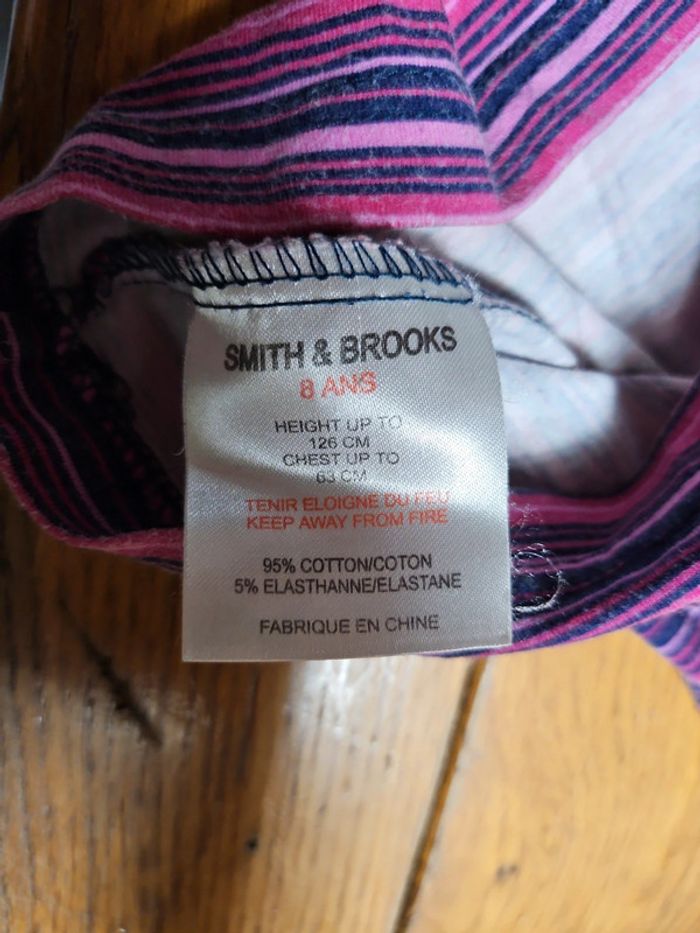 SMITH & BROOKS
8 ANS
HEIGHT UP TO
126 CM
CHEST UP TO
63 CM
TENIR ELOIGNE DU FEU
KEEP AWAY FROM FIRE
95% COTTON/COTON
5% ELASTHANNE/ELASTANE
FABRIQUE EN CHINE